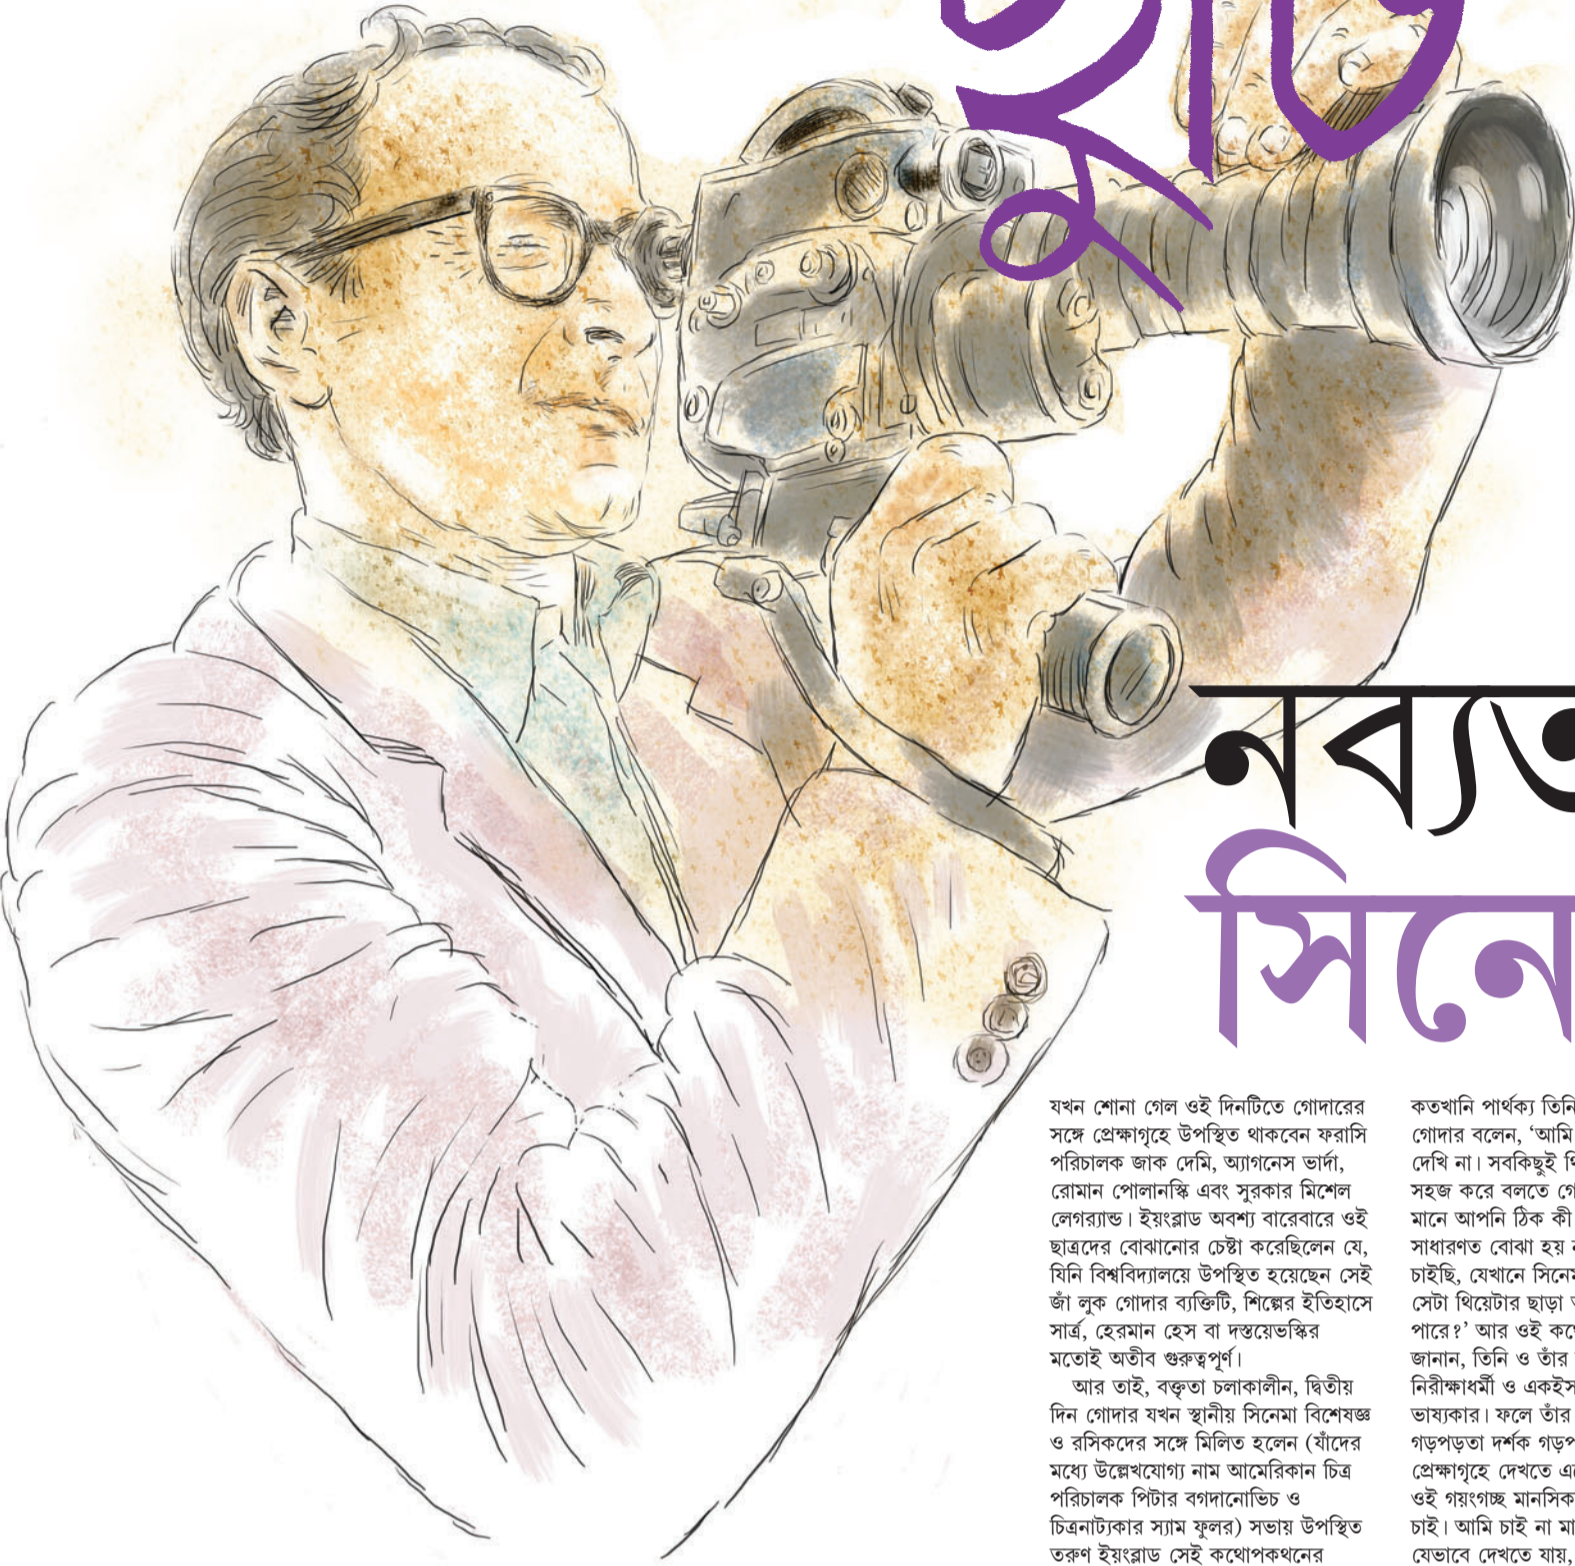 ছুটি
নব্যত
সিনে
যখন শোনা গেল ওই দিনটিতে গোদারের
সঙ্গে প্রেক্ষাগৃহে উপস্থিত থাকবেন ফরাসি
পরিচালক জাক দেমি, অ্যাগনেস ভার্দা,
রোমান পোলানস্কি এবং সুরকার মিশেল
লেগর‍্যান্ড। ইয়ংব্লাড অবশ্য বারেবারে ওই
ছাত্রদের বোঝানোর চেষ্টা করেছিলেন যে,
যিনি বিশ্ববিদ্যালয়ে উপস্থিত হয়েছেন সেই
জাঁ লুক গোদার ব্যক্তিটি, শিল্পের ইতিহাসে
সার্ত্র, হেরমান হেস বা দস্তয়েভস্কির
মতোই অতীব গুরুত্বপূর্ণ।
আর তাই, বক্তৃতা চলাকালীন, দ্বিতীয়
দিন গোদার যখন স্থানীয় সিনেমা বিশেষজ্ঞ
ও রসিকদের সঙ্গে মিলিত হলেন (যাঁদের
মধ্যে উল্লেখযোগ্য নাম আমেরিকান চিত্র
পরিচালক পিটার বগদানোভিচ ও
চিত্রনাট্যকার স্যাম ফুলর) সভায় উপস্থিত
তরুণ ইয়ংব্লাড সেই কথোপকথনের
কতখানি পার্থক্য তিনি
গোদার বলেন, ‘আমি
দেখি না। সবকিছুই থি
সহজ করে বলতে গে
মানে আপনি ঠিক কী
সাধারণত বোঝা হয় ন
চাইছি, যেখানে সিনেম
সেটা থিয়েটার ছাড়া ত
পারে?’ আর ওই কথে
জানান, তিনি ও তাঁর
নিরীক্ষাধর্মী ও একইস
ভাষ্যকার। ফলে তাঁর
গড়পড়তা দর্শক গড়প
প্রেক্ষাগৃহে দেখতে এে
ওই গয়ংগচ্ছ মানসিক
চাই। আমি চাই না মা
যেভাবে দেখতে যায়,